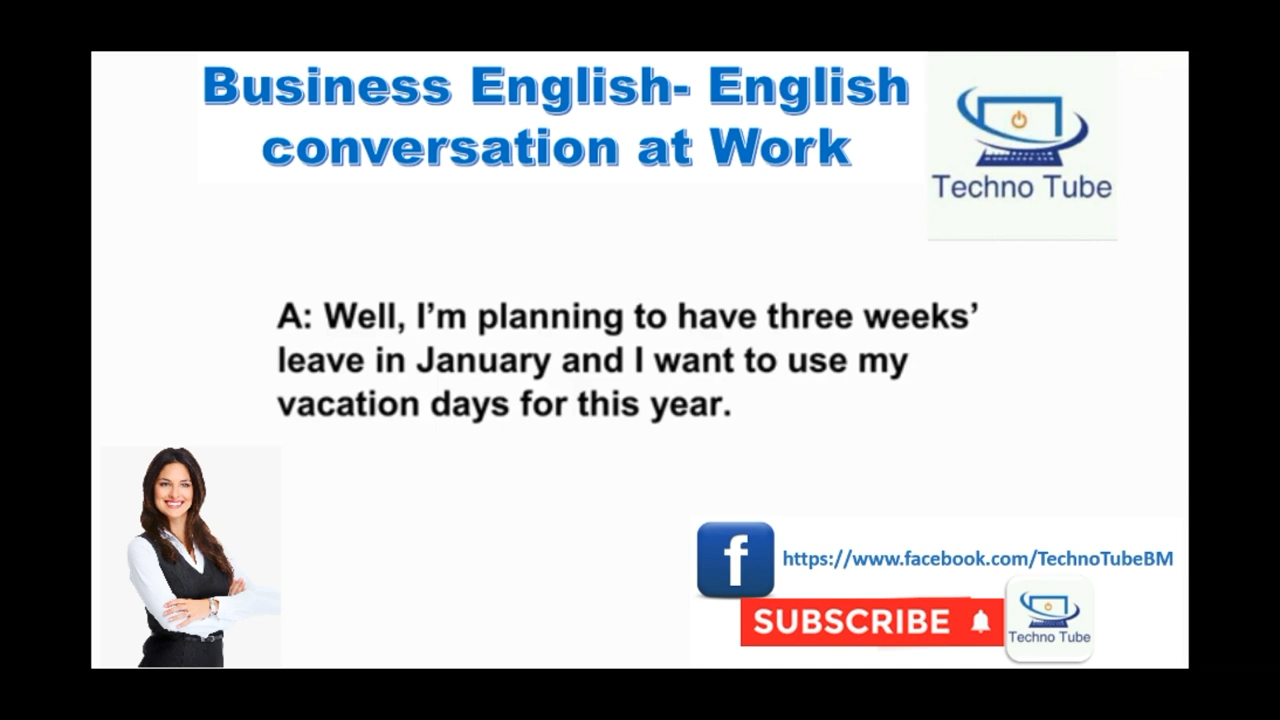 Business English- English
conversation at Work
Techno Tube
A: Well, I’m planning to have three weeks’
leave in January and I want to use my
vacation days for this year.
f
https://www.facebook.com/TechnoTubeBM
SUBSCRIBE
Techno Tube